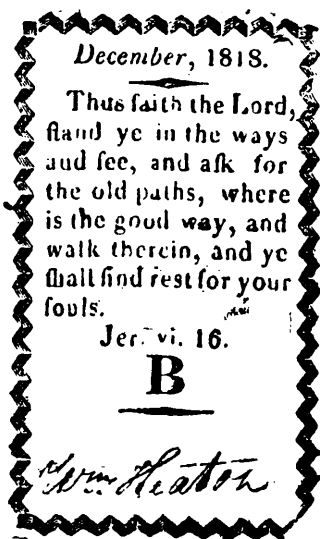 December, 1818.
Thus ſaith the Lord,
ſtand ye in the ways
and ſee, and aſk for
the old paths, where
is the good way, and
walk therein, and ye
ſhall find reſt for your
ſouls.
Jer. vi. 16.
B
Wm Heaton